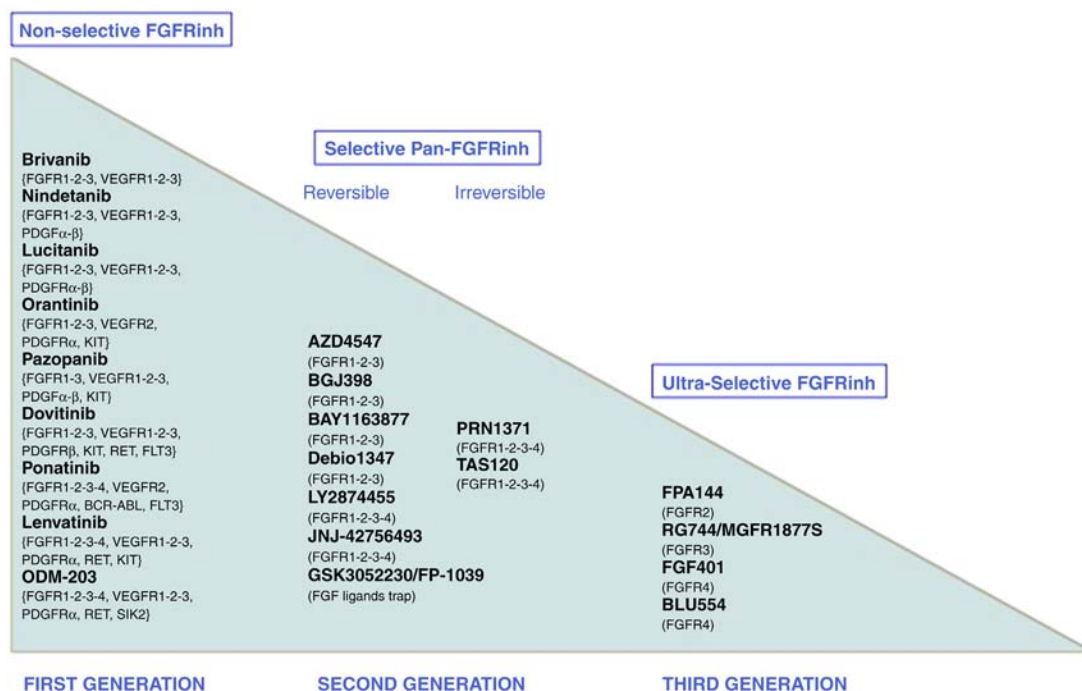 Non-selective FGFRinh
Brivanib
{FGFR1-2-3, VEGFR1-2-3}
Nindetanib
{FGFR1-2-3, VEGFR1-2-3,
PDGFα-β}
Lucitanib
{FGFR1-2-3, VEGFR1-2-3,
PDGFRα-β}
Orantinib
{FGFR1-2-3, VEGFR2,
PDGFRα, KIT}
Pazopanib
{FGFR1-3, VEGFR1-2-3,
PDGFα-β, KIT}
Dovitinib
{FGFR1-2-3, VEGFR1-2-3,
PDGFRβ, KIT, RET, FLT3}
Ponatinib
{FGFR1-2-3-4, VEGFR2,
PDGFRα, BCR-ABL, FLT3}
Lenvatinib
{FGFR1-2-3-4, VEGFR1-2-3,
PDGFRα, RET, KIT}
ODM-203
{FGFR1-2-3-4, VEGFR1-2-3,
PDGFRα, RET, SIK2}
FIRST GENERATION
Selective Pan-FGFRinh
Reversible
AZD4547
(FGFR1-2-3)
BGJ398
(FGFR1-2-3)
BAY1163877
(FGFR1-2-3)
Debio1347
(FGFR1-2-3)
LY2874455
(FGFR1-2-3-4)
JNJ-42756493
(FGFR1-2-3-4)
GSK3052230/FP-1039
(FGF ligands trap)
Irreversible
PRN1371
(FGFR1-2-3-4)
TAS120
(FGFR1-2-3-4)
SECOND GENERATION
Ultra-Selective FGFRinh
FPA144
(FGFR2)
RG744/MGFR1877S
(FGFR3)
FGF401
(FGFR4)
BLU554
(FGFR4)
THIRD GENERATION